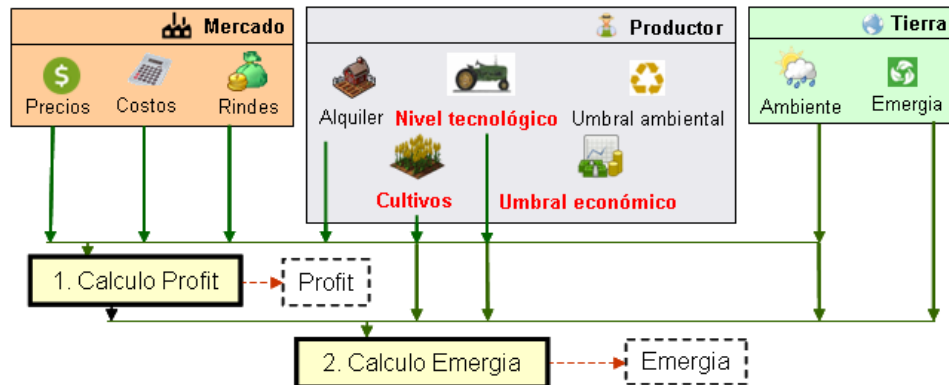 Mercado
Productor
Tierra
Precios
Costos
Rindes
Alquiler
Nivel tecnológico
Umbral ambiental
Ambiente
Emergia
Cultivos
Umbral económico
1. Calculo Profit
Profit
2. Calculo Emergia
Emergia